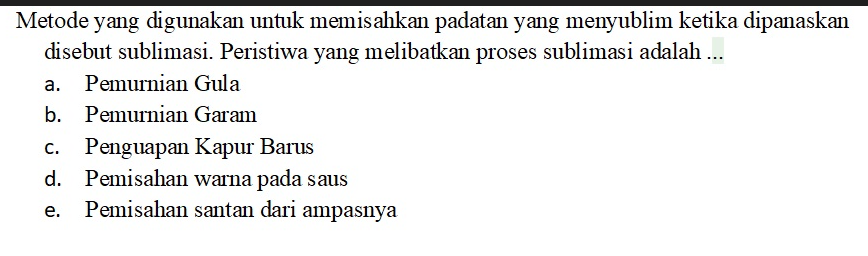 Metode yang digunakan untuk memisahkan padatan yang menyublim ketika dipanaskan
disebut sublimasi. Peristiwa yang melibatkan proses sublimasi adalah ...
a. Pemurnian Gula
b. Pemurnian Garam
c. Penguapan Kapur Barus
d. Pemisahan warna pada saus
e. Pemisahan santan dari ampasnya